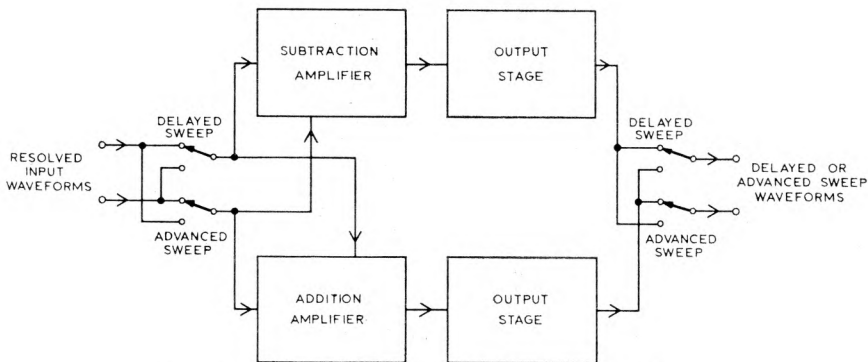 SUBTRACTION
AMPLIFIER
OUTPUT
STAGE
DELAYED
SWEEP
RESOLVED
INPUT
WAVEFORMS
ADVANCED
SWEEP
DELAYED
SWEEP
DELAYED OR
ADVANCED SWEEP
WAVEFORMS
ADVANCED
SWEEP
ADDITION
AMPLIFIER
OUTPUT
STAGE